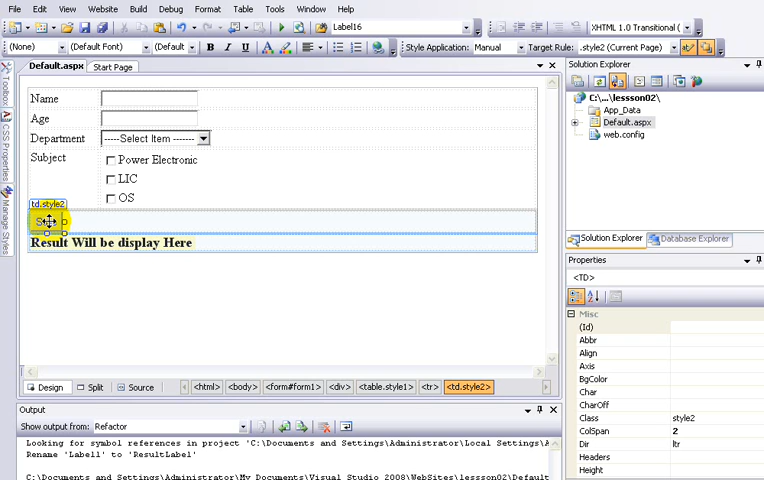 File Edit View Website Build Debug Format Table Tools Window Help
Label16
XHTML 1.0 Transitional (
(None) (Default Font) (Default B I U A Style Application: Manual Target Rule: .style2 (Current Page)
Default.aspx Start Page
Solution Explorer
Toolbox
CSS Properties
Manage Styles
Name
Age
Department -----Select Item -------
Subject Power Electronic
LIC
OS
td.style2
Result Will be display Here
C:\...\lessson02\
App_Data
Default.aspx
web.config
Solution Explorer Database Explorer
Properties
<TD>
Misc
(Id)
Abbr
Align
Axis
BgColor
Char
CharOff
Class style2
ColSpan 2
Dir ltr
Headers
Height
Design Split Source <html> <body> <form#form1> <div> <table.style1> <tr> <td.style2>
Output
Show output from: Refactor
Looking for symbol references in project 'C:\Documents and Settings\Administrator\Local Settings\A
Rename 'Label1' to 'ResultLabel'
C:\Documents and Settings\Administrator\My Documents\Visual Studio 2008\WebSites\lessson02\Default